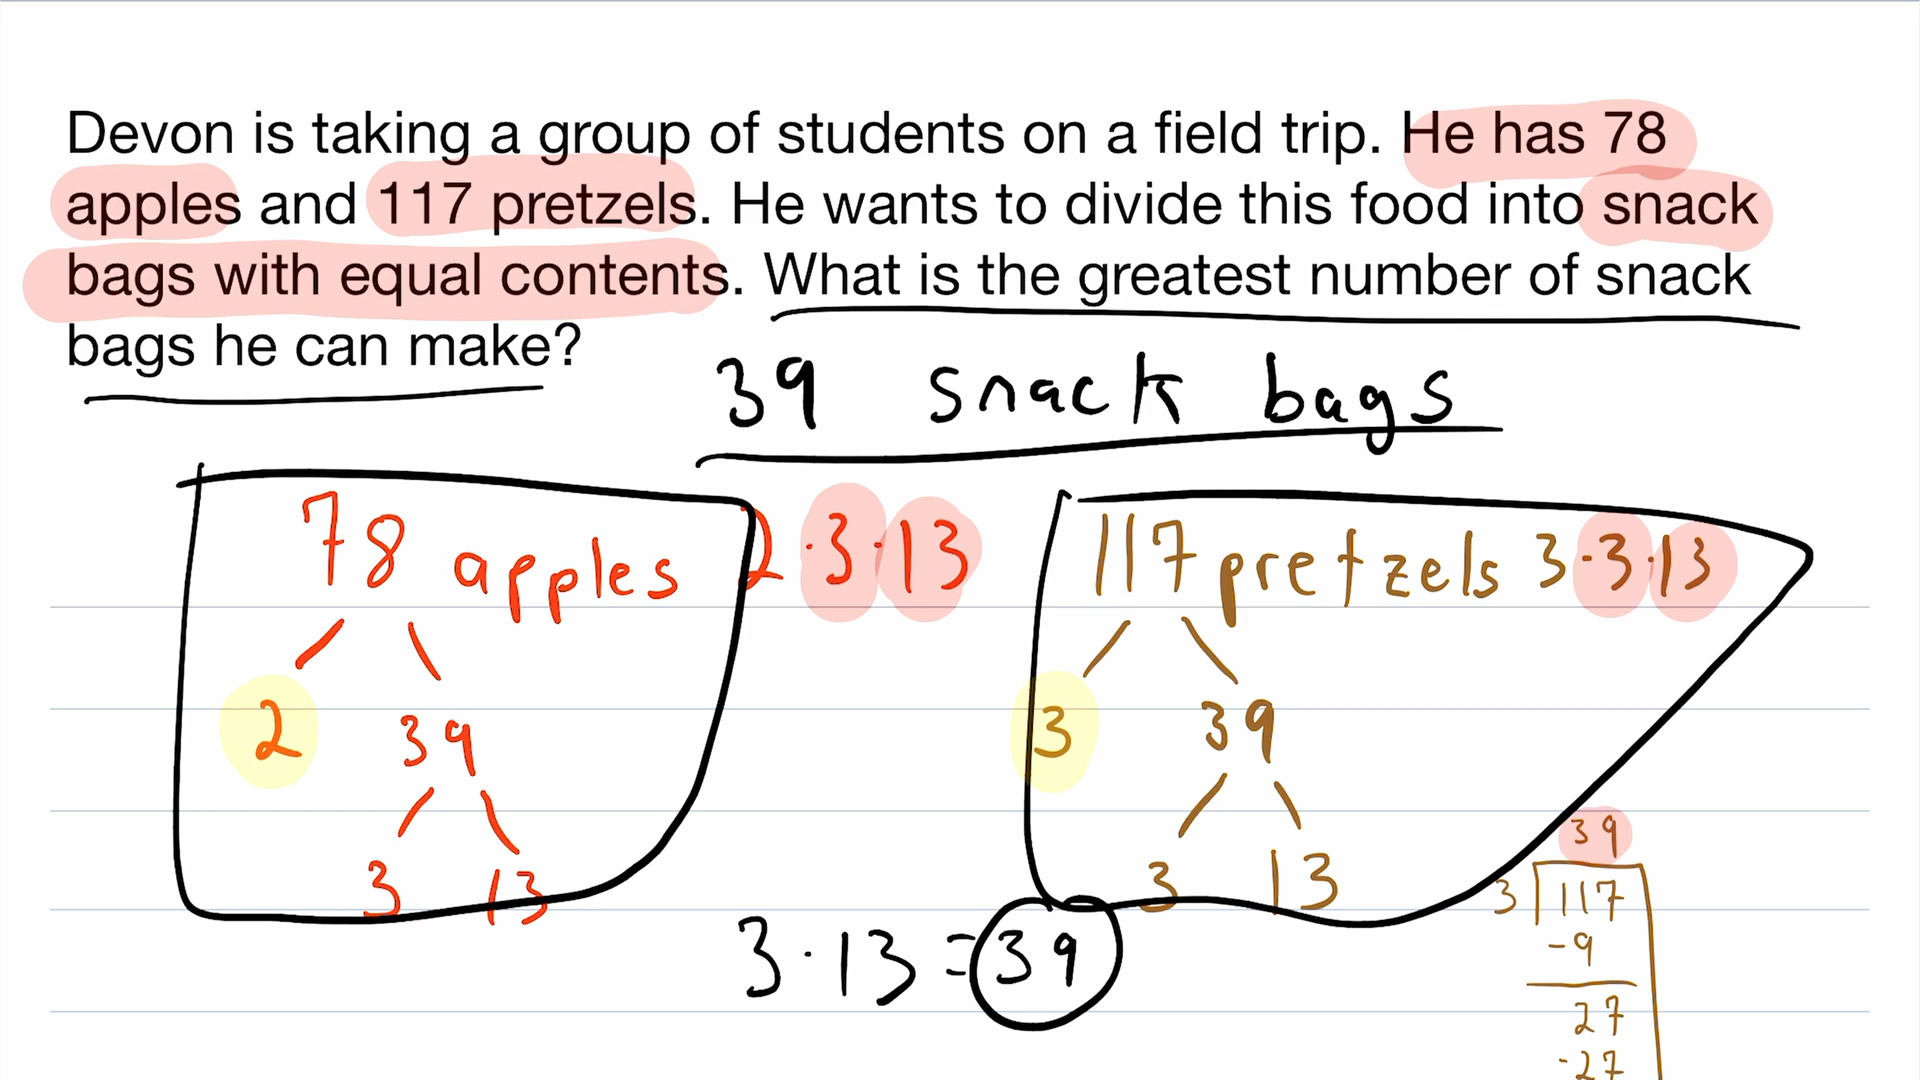 Devon is taking a group of students on a field trip. He has 78
apples and 117 pretzels. He wants to divide this food into snack
bags with equal contents. What is the greatest number of snack
bags he can make?
39 snack bags
78 apples 2·3·13
117 pretzels 3·3·13
2 39
3 39
3 13
3 13
3·13=39
39
3 117
-9
27
-27